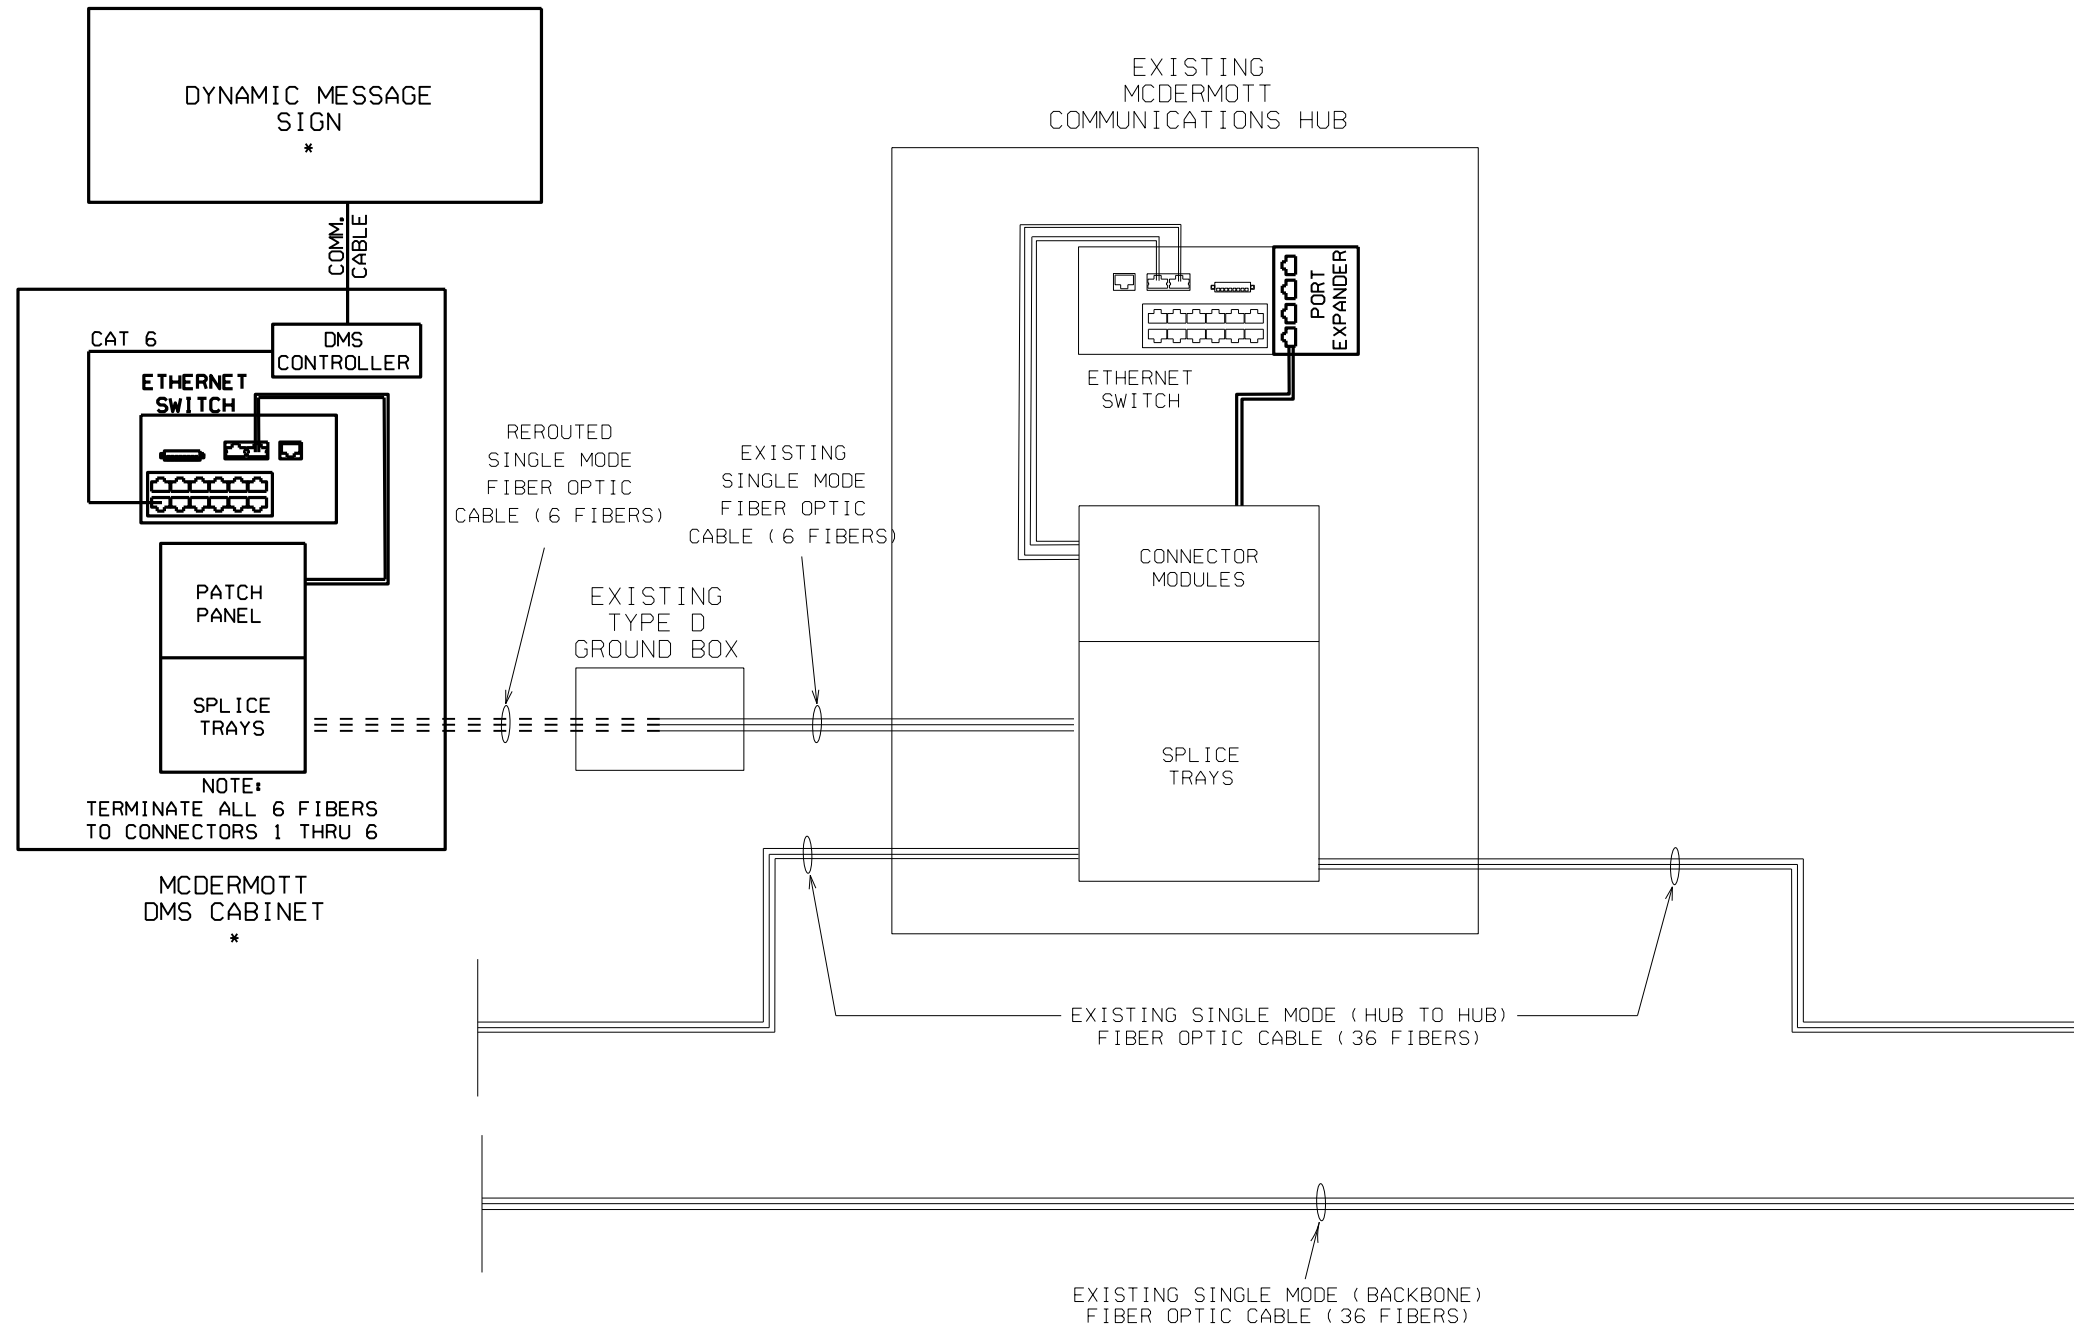 DYNAMIC MESSAGE
SIGN
*
COMM.
CABLE
CAT 6
DMS
CONTROLLER
ETHERNET
SWITCH
PATCH
PANEL
SPLICE
TRAYS
NOTE:
TERMINATE ALL 6 FIBERS
TO CONNECTORS 1 THRU 6
MCDERMOTT
DMS CABINET
*
REROUTED
SINGLE MODE
FIBER OPTIC
CABLE (6 FIBERS)
EXISTING
SINGLE MODE
FIBER OPTIC
CABLE (6 FIBERS)
EXISTING
TYPE D
GROUND BOX
EXISTING
MCDERMOTT
COMMUNICATIONS HUB
PORT
EXPANDER
ETHERNET
SWITCH
CONNECTOR
MODULES
SPLICE
TRAYS
EXISTING SINGLE MODE (HUB TO HUB)
FIBER OPTIC CABLE (36 FIBERS)
EXISTING SINGLE MODE (BACKBONE)
FIBER OPTIC CABLE (36 FIBERS)